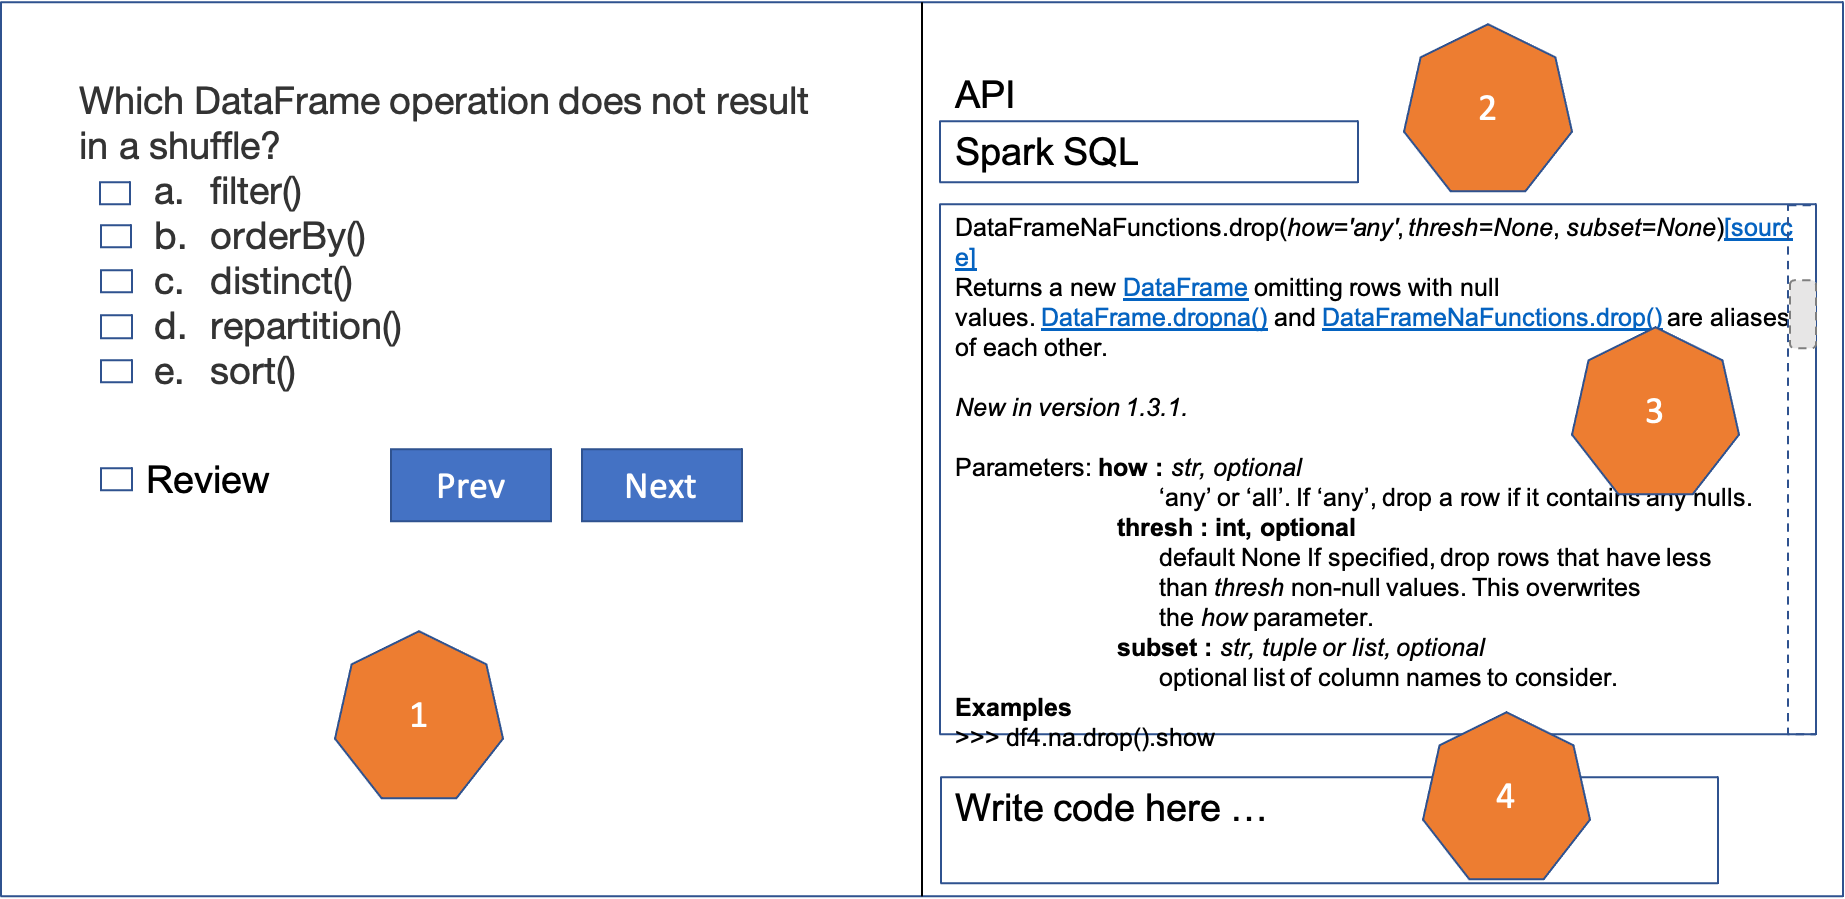 Which DataFrame operation does not result
in a shuffle?
a. filter()
b. orderBy()
c. distinct()
d. repartition()
e. sort()
Review
Prev
Next
1
API
2
Spark SQL
DataFrameNaFunctions.drop(how='any', thresh=None, subset=None)[sourc
e]
Returns a new DataFrame omitting rows with null
values. DataFrame.dropna() and DataFrameNaFunctions.drop() are aliases
of each other.
3
New in version 1.3.1.
Parameters: how : str, optional
‘any’ or ‘all’. If ‘any’, drop a row if it contains any nulls.
thresh : int, optional
default None If specified, drop rows that have less
than thresh non-null values. This overwrites
the how parameter.
subset : str, tuple or list, optional
optional list of column names to consider.
Examples
>>> df4.na.drop().show
4
Write code here …